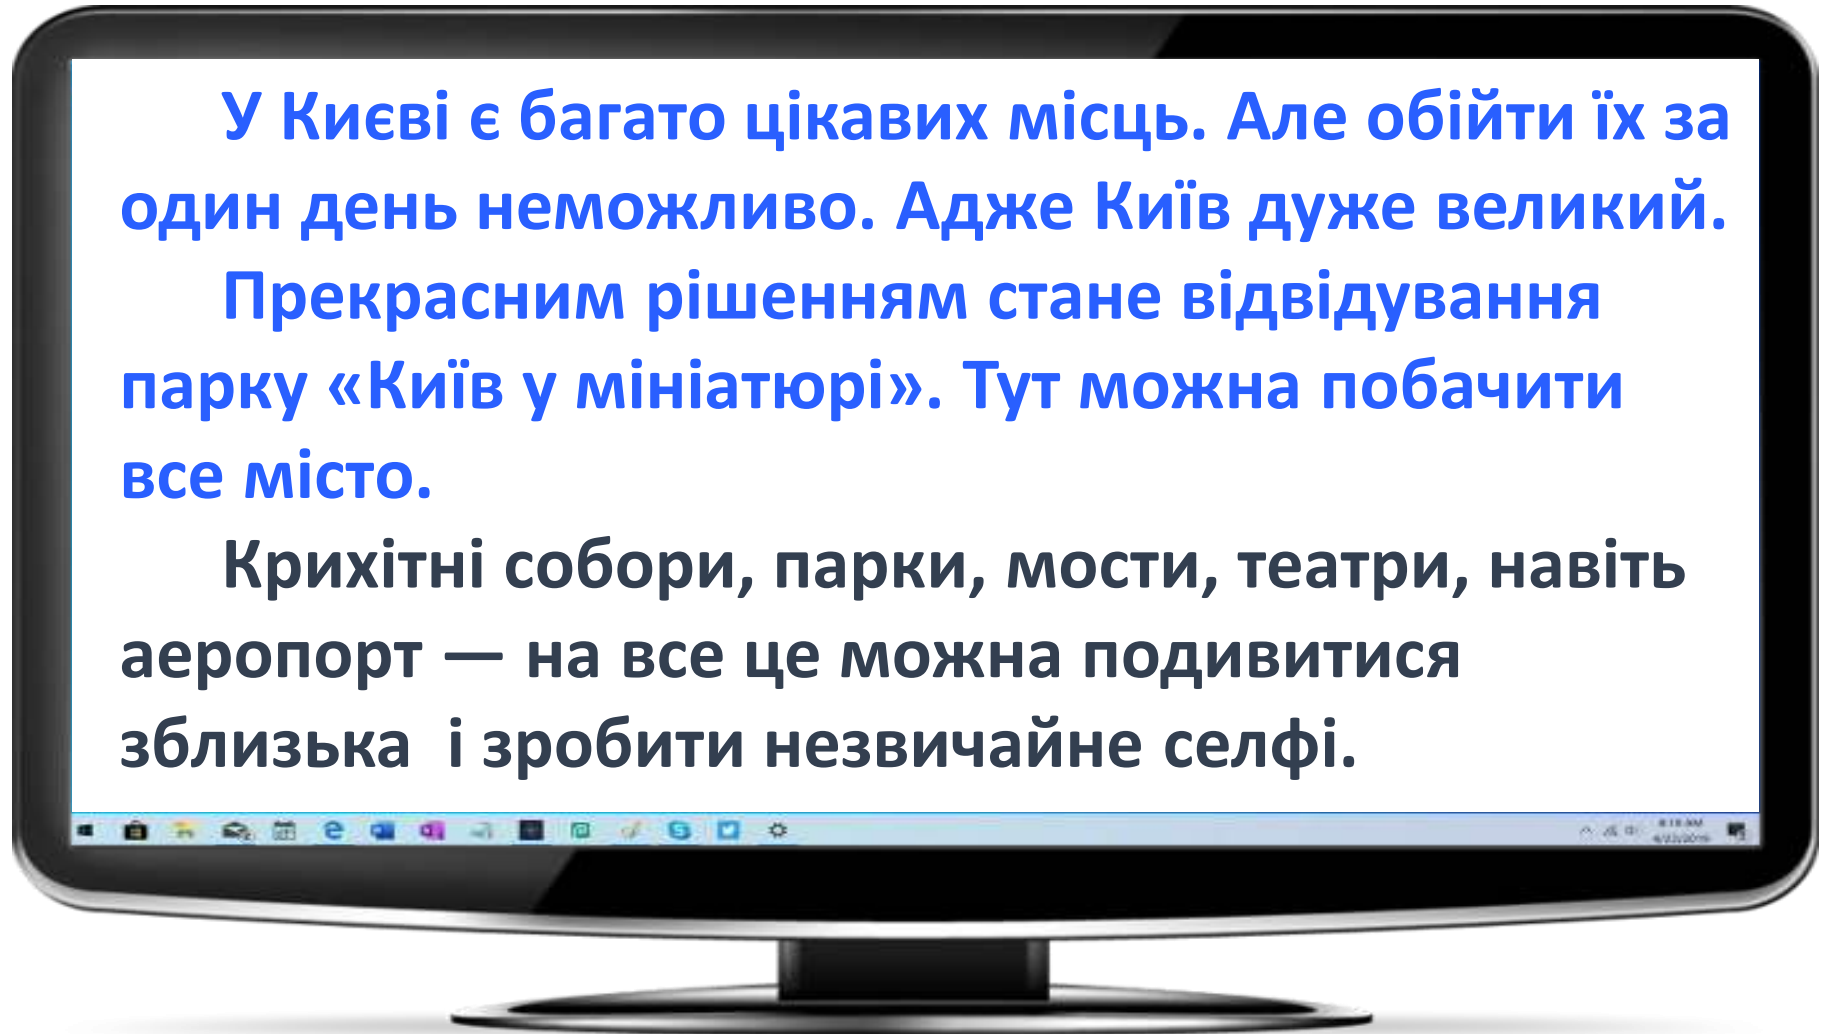 У Києві є багато цікавих місць. Але обійти їх за
один день неможливо. Адже Київ дуже великий.
Прекрасним рішенням стане відвідування
парку «Київ у мініатюрі». Тут можна побачити
все місто.
Крихітні собори, парки, мости, театри, навіть
аеропорт — на все це можна подивитися
зблизька  і зробити незвичайне селфі.